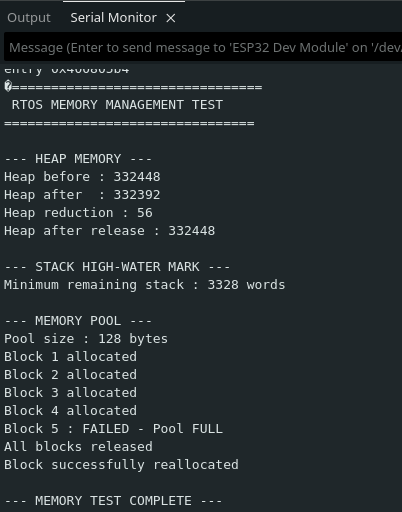 Output Serial Monitor ×
Message (Enter to send message to 'ESP32 Dev Module' on '/dev/
entry 0x400805b4
�================================
 RTOS MEMORY MANAGEMENT TEST
================================

--- HEAP MEMORY ---
Heap before : 332448
Heap after  : 332392
Heap reduction : 56
Heap after release : 332448

--- STACK HIGH-WATER MARK ---
Minimum remaining stack : 3328 words

--- MEMORY POOL ---
Pool size : 128 bytes
Block 1 allocated
Block 2 allocated
Block 3 allocated
Block 4 allocated
Block 5 : FAILED - Pool FULL
All blocks released
Block successfully reallocated

--- MEMORY TEST COMPLETE ---